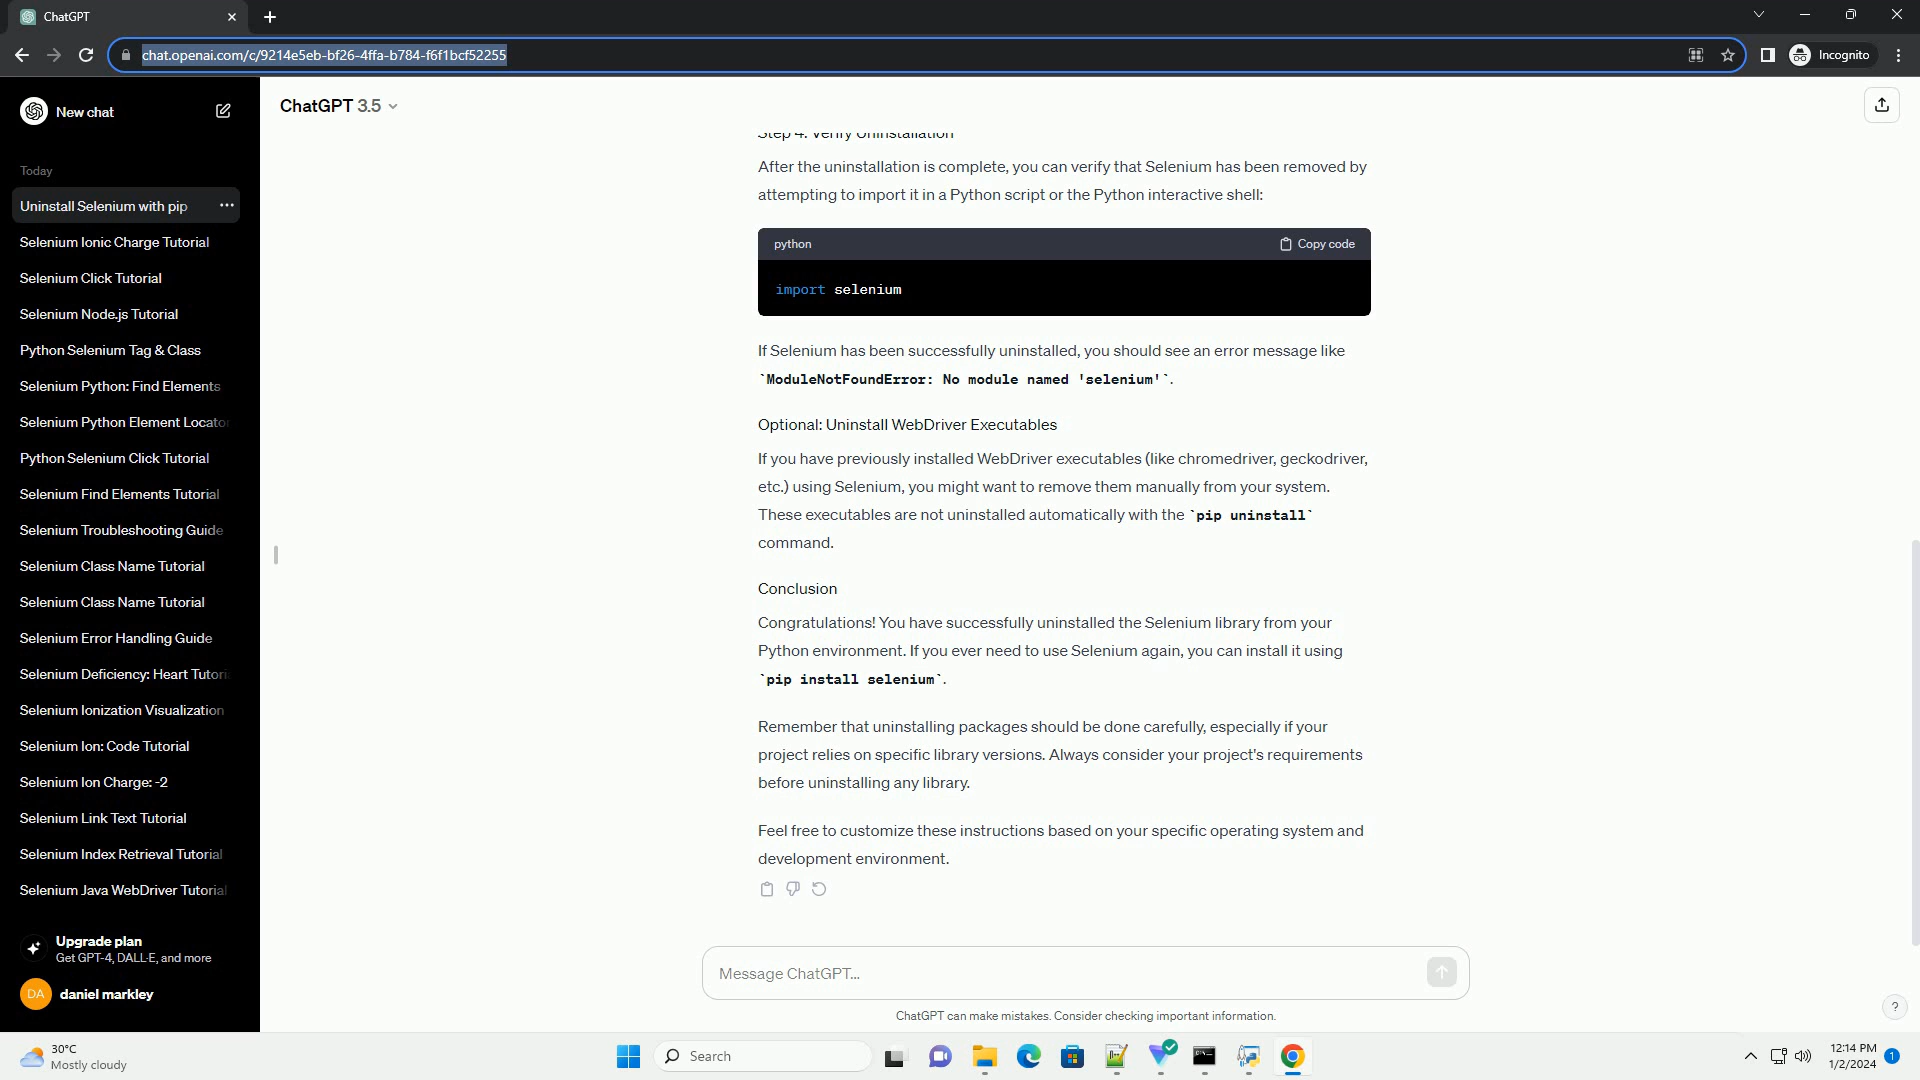 ChatGPT
chat.openai.com/c/9214e5eb-bf26-4ffa-b784-f6f1bcf52255
Incognito
New chat
Today
Uninstall Selenium with pip
Selenium Ionic Charge Tutorial
Selenium Click Tutorial
Selenium Node.js Tutorial
Python Selenium Tag & Class
Selenium Python: Find Elements
Selenium Python Element Locator
Python Selenium Click Tutorial
Selenium Find Elements Tutorial
Selenium Troubleshooting Guide
Selenium Class Name Tutorial
Selenium Class Name Tutorial
Selenium Error Handling Guide
Selenium Deficiency: Heart Tutori
Selenium Ionization Visualization
Selenium Ion: Code Tutorial
Selenium Ion Charge: -2
Selenium Link Text Tutorial
Selenium Index Retrieval Tutorial
Selenium Java WebDriver Tutorial
Upgrade plan
Get GPT-4, DALL·E, and more
DA daniel markley
ChatGPT 3.5
Step 4: Verify Uninstallation
After the uninstallation is complete, you can verify that Selenium has been removed by
attempting to import it in a Python script or the Python interactive shell:
python Copy code
import selenium
If Selenium has been successfully uninstalled, you should see an error message like
`ModuleNotFoundError: No module named 'selenium'`.
Optional: Uninstall WebDriver Executables
If you have previously installed WebDriver executables (like chromedriver, geckodriver,
etc.) using Selenium, you might want to remove them manually from your system.
These executables are not uninstalled automatically with the `pip uninstall`
command.
Conclusion
Congratulations! You have successfully uninstalled the Selenium library from your
Python environment. If you ever need to use Selenium again, you can install it using
`pip install selenium`.
Remember that uninstalling packages should be done carefully, especially if your
project relies on specific library versions. Always consider your project's requirements
before uninstalling any library.
Feel free to customize these instructions based on your specific operating system and
development environment.
Message ChatGPT...
ChatGPT can make mistakes. Consider checking important information.
?
30°C
Mostly cloudy
Search
12:14 PM
1/2/2024
1